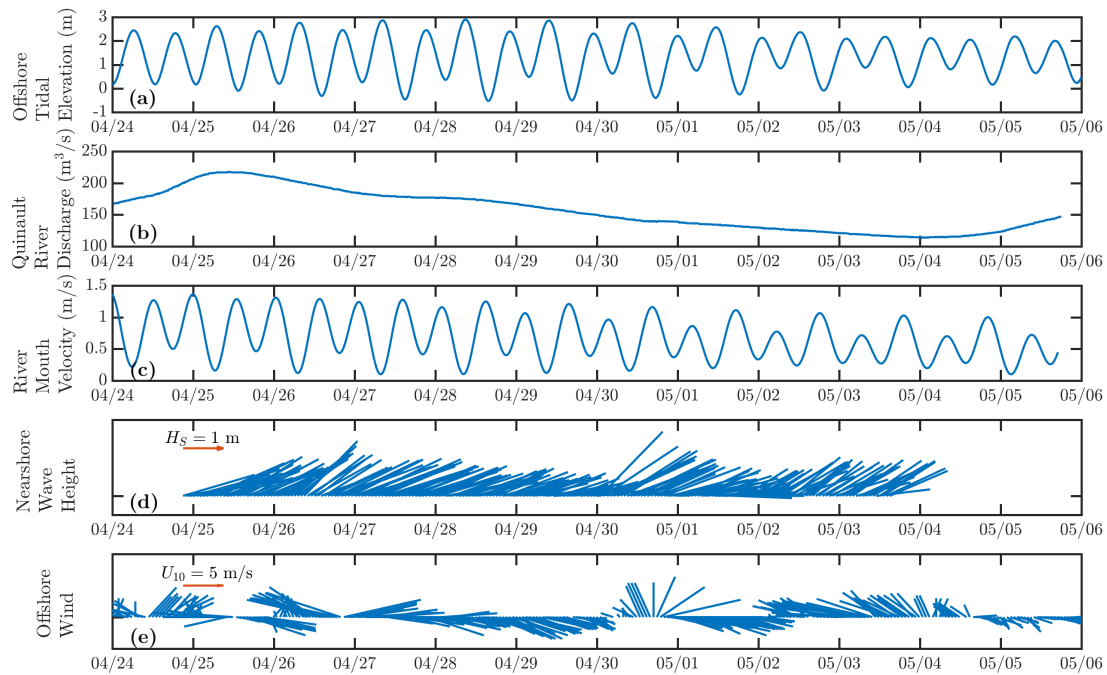 Offshore
Tidal
Elevation (m)
3
2
1
0
-1
(a)
04/24 04/25 04/26 04/27 04/28 04/29 04/30 05/01 05/02 05/03 05/04 05/05 05/06
Quinault
River
Discharge (m³/s)
250
200
150
100
(b)
04/24 04/25 04/26 04/27 04/28 04/29 04/30 05/01 05/02 05/03 05/04 05/05 05/06
River
Mouth
Velocity (m/s)
1.5
1
0.5
0
(c)
04/24 04/25 04/26 04/27 04/28 04/29 04/30 05/01 05/02 05/03 05/04 05/05 05/06
Nearshore
Wave
Height
H_S = 1 m
(d)
04/24 04/25 04/26 04/27 04/28 04/29 04/30 05/01 05/02 05/03 05/04 05/05 05/06
Offshore
Wind
U_10 = 5 m/s
(e)
04/24 04/25 04/26 04/27 04/28 04/29 04/30 05/01 05/02 05/03 05/04 05/05 05/06